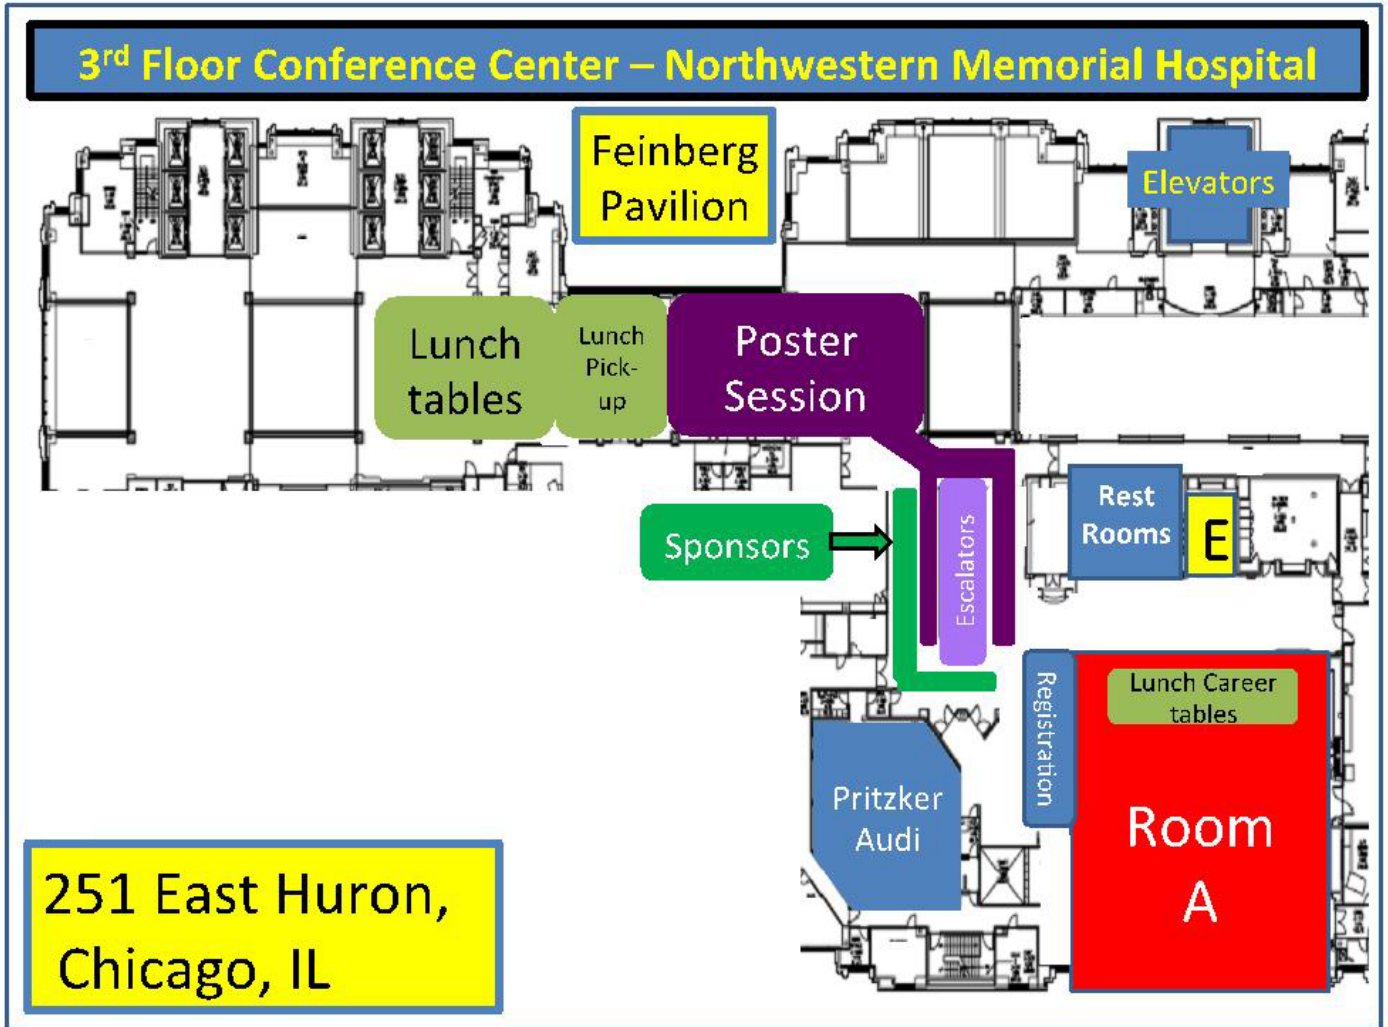 3rd Floor Conference Center – Northwestern Memorial Hospital
Feinberg
Pavilion
Elevators
Lunch
tables
Lunch
Pick-
up
Poster
Session
Sponsors
Escalators
Rest
Rooms
E
Registration
Lunch Career
tables
Room
A
Pritzker
Audi
251 East Huron,
Chicago, IL